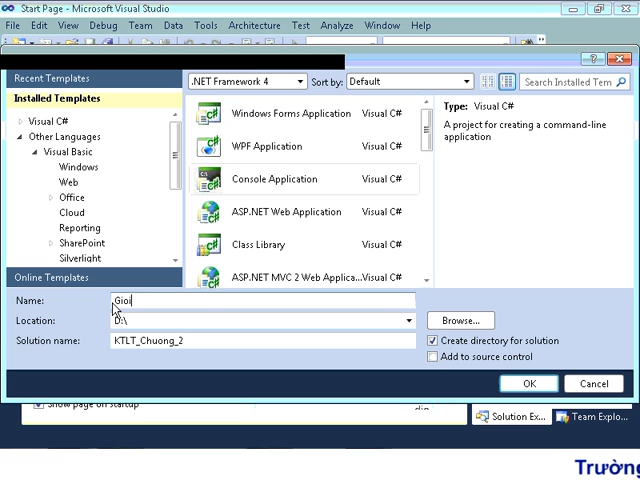 Start Page - Microsoft Visual Studio
File Edit View Debug Team Data Tools Architecture Test Analyze Window Help
Recent Templates
.NET Framework 4 Sort by: Default Search Installed Tem
Installed Templates
Visual C#
Other Languages
Visual Basic
Windows
Web
Office
Cloud
Reporting
SharePoint
Silverlight
Online Templates
Windows Forms Application Visual C#
WPF Application Visual C#
Console Application Visual C#
ASP.NET Web Application Visual C#
Class Library Visual C#
ASP.NET MVC 2 Web Applica...Visual C#
Type: Visual C#
A project for creating a command-line
application
Name: Gioi
Location: D:\ Browse...
Solution name: KTLT_Chuong_2 Create directory for solution
Add to source control
OK Cancel
Show page on startup
Solution Ex... Team Explo...
Trường